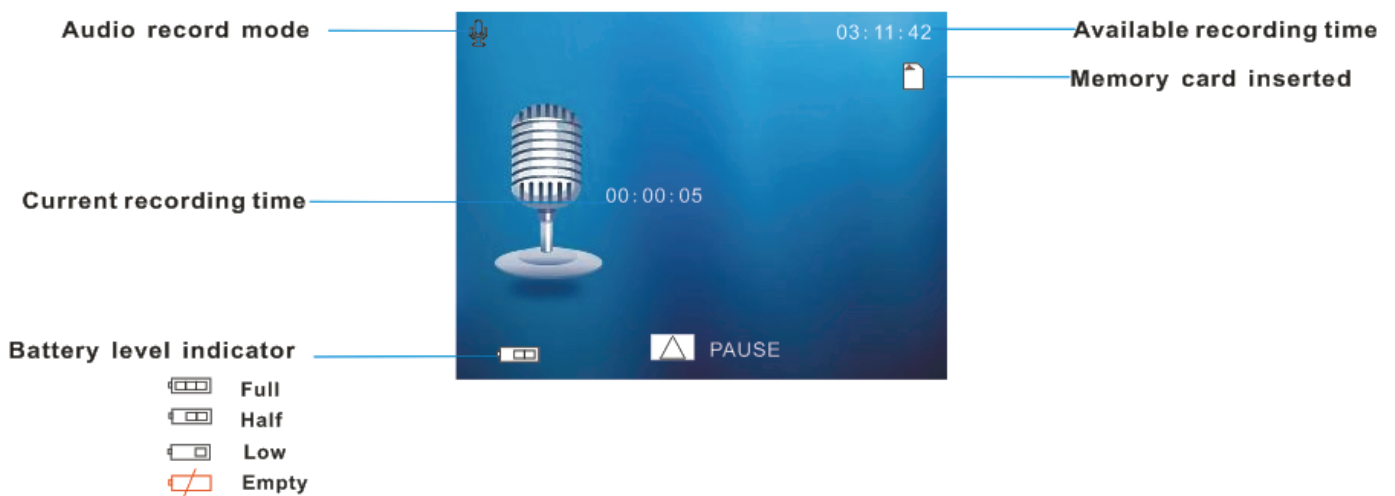 Audio record mode
03:11:42
Available recording time
Memory card inserted
Current recording time
00:00:05
Battery level indicator
PAUSE
Full
Half
Low
Empty